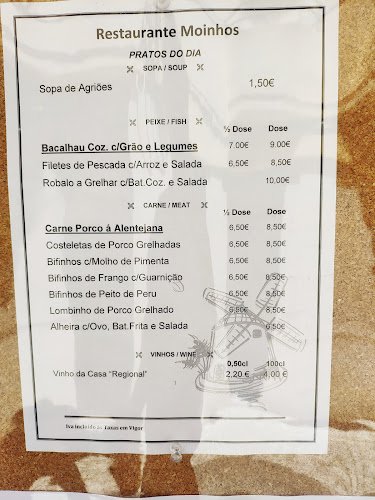 Restaurante Moinhos
PRATOS DO DIA
SOPA / SOUP
Sopa de Agriões 1,50€
PEIXE / FISH
½ Dose Dose
Bacalhau Coz. c/Grão e Legumes 7.00€ 9.00€
Filetes de Pescada c/Arroz e Salada 6,50€ 8,50€
Robalo a Grelhar c/Bat.Coz. e Salada 10,00€
CARNE / MEAT
½ Dose Dose
Carne Porco á Alentejana 6,50€ 8,50€
Costeletas de Porco Grelhadas 6,50€ 8,50€
Bifinhos c/Molho de Pimenta 6,50€ 8,50€
Bifinhos de Frango c/Guarnição 6,50€ 8,50€
Bifinhos de Peito de Peru 6,50€ 8,50€
Lombinho de Porco Grelhado 6,50€ 8,50€
Alheira c/Ovo, Bat.Frita e Salada 6,50€
VINHOS / WINE
0,50cl 100cl
Vinho da Casa "Regional" 2,20 € 4,00 €
Iva incluído às Taxas em Vigor